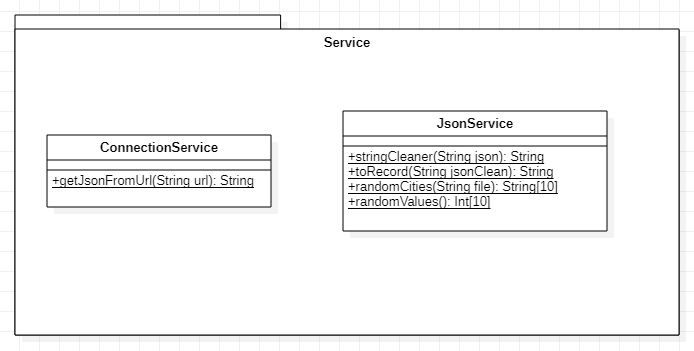 Service
ConnectionService
+getJsonFromUrl(String url): String
JsonService
+stringCleaner(String json): String
+toRecord(String jsonClean): String
+randomCities(String file): String[10]
+randomValues(): Int[10]